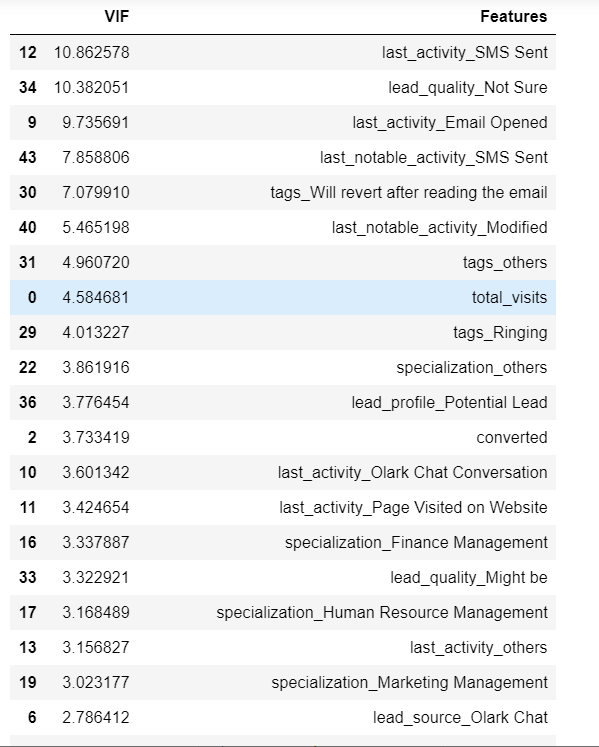 VIF Features
12 10.862578 last_activity_SMS Sent
34 10.382051 lead_quality_Not Sure
9 9.735691 last_activity_Email Opened
43 7.858806 last_notable_activity_SMS Sent
30 7.079910 tags_Will revert after reading the email
40 5.465198 last_notable_activity_Modified
31 4.960720 tags_others
0 4.584681 total_visits
29 4.013227 tags_Ringing
22 3.861916 specialization_others
36 3.776454 lead_profile_Potential Lead
2 3.733419 converted
10 3.601342 last_activity_Olark Chat Conversation
11 3.424654 last_activity_Page Visited on Website
16 3.337887 specialization_Finance Management
33 3.322921 lead_quality_Might be
17 3.168489 specialization_Human Resource Management
13 3.156827 last_activity_others
19 3.023177 specialization_Marketing Management
6 2.786412 lead_source_Olark Chat